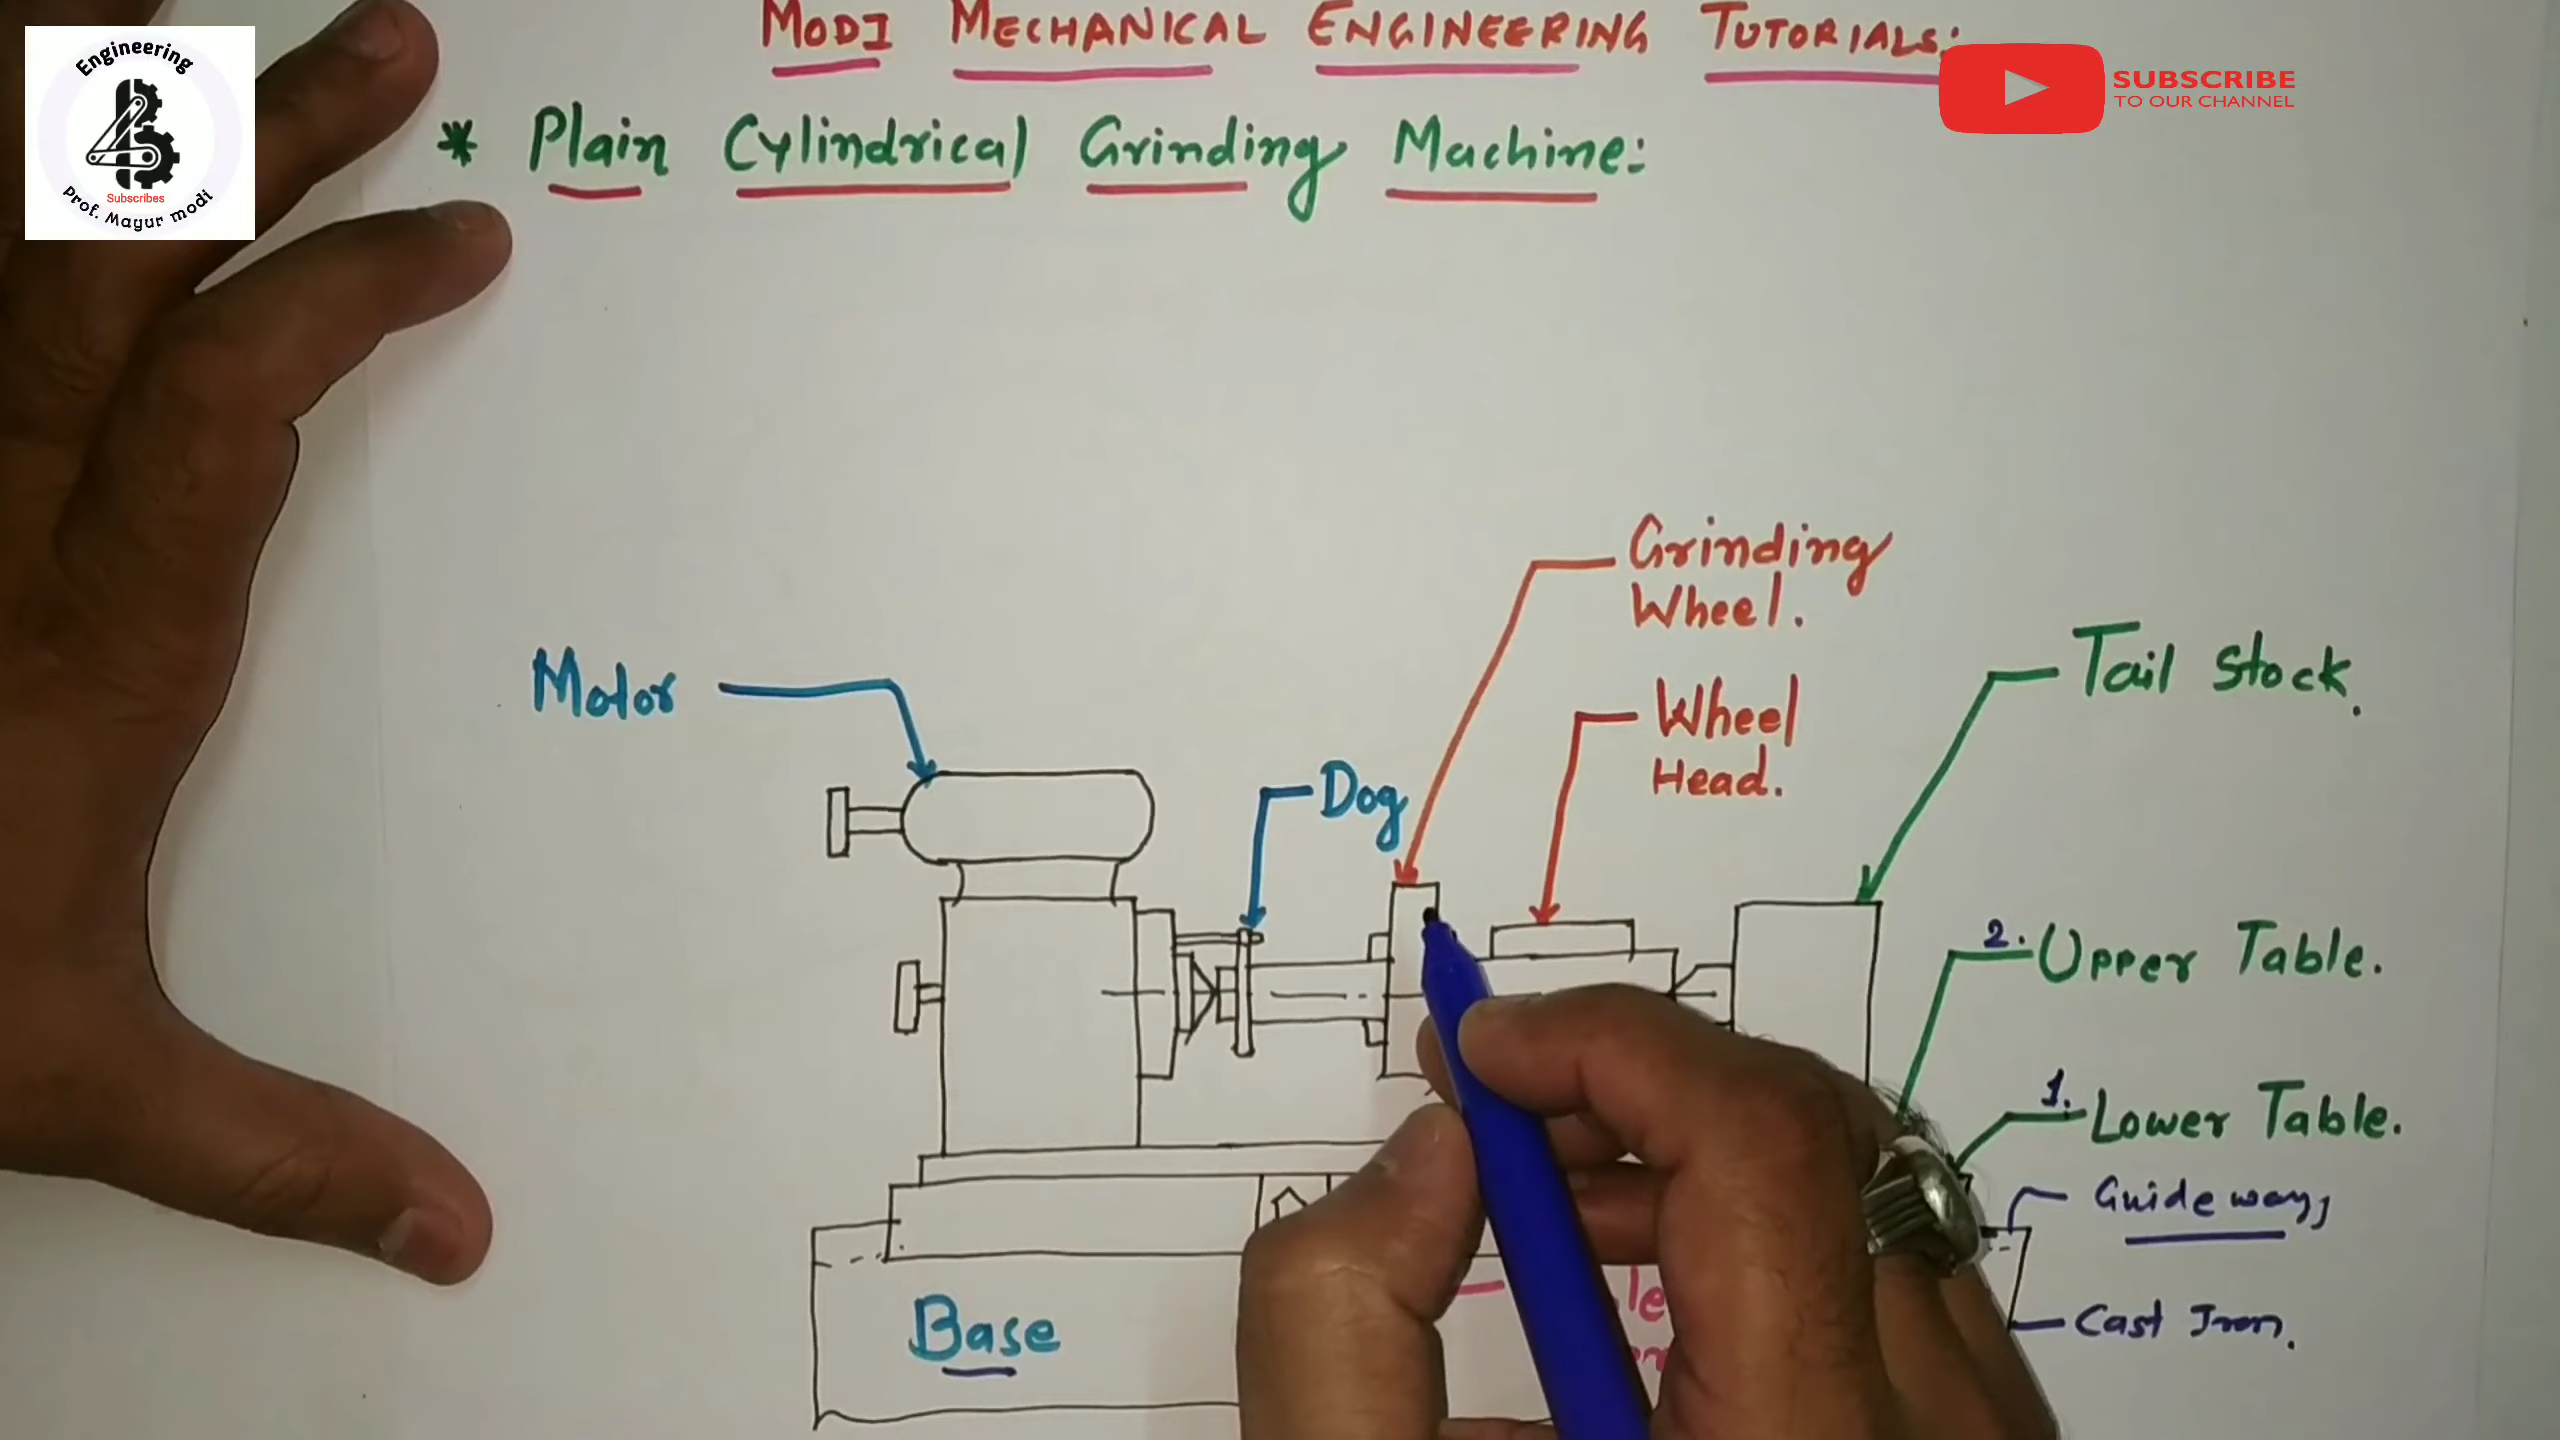 MODI MECHANICAL ENGINEERING TUTORIALS:
Engineering
Subscribes
Prof. Mayur modi
SUBSCRIBE
TO OUR CHANNEL
* Plain Cylindrical Grinding Machine:
Grinding
Wheel.
Motor
Tail Stock.
Wheel
Head.
Dog
2. Upper Table.
1. Lower Table.
Guide ways
Base
Cast Iron.